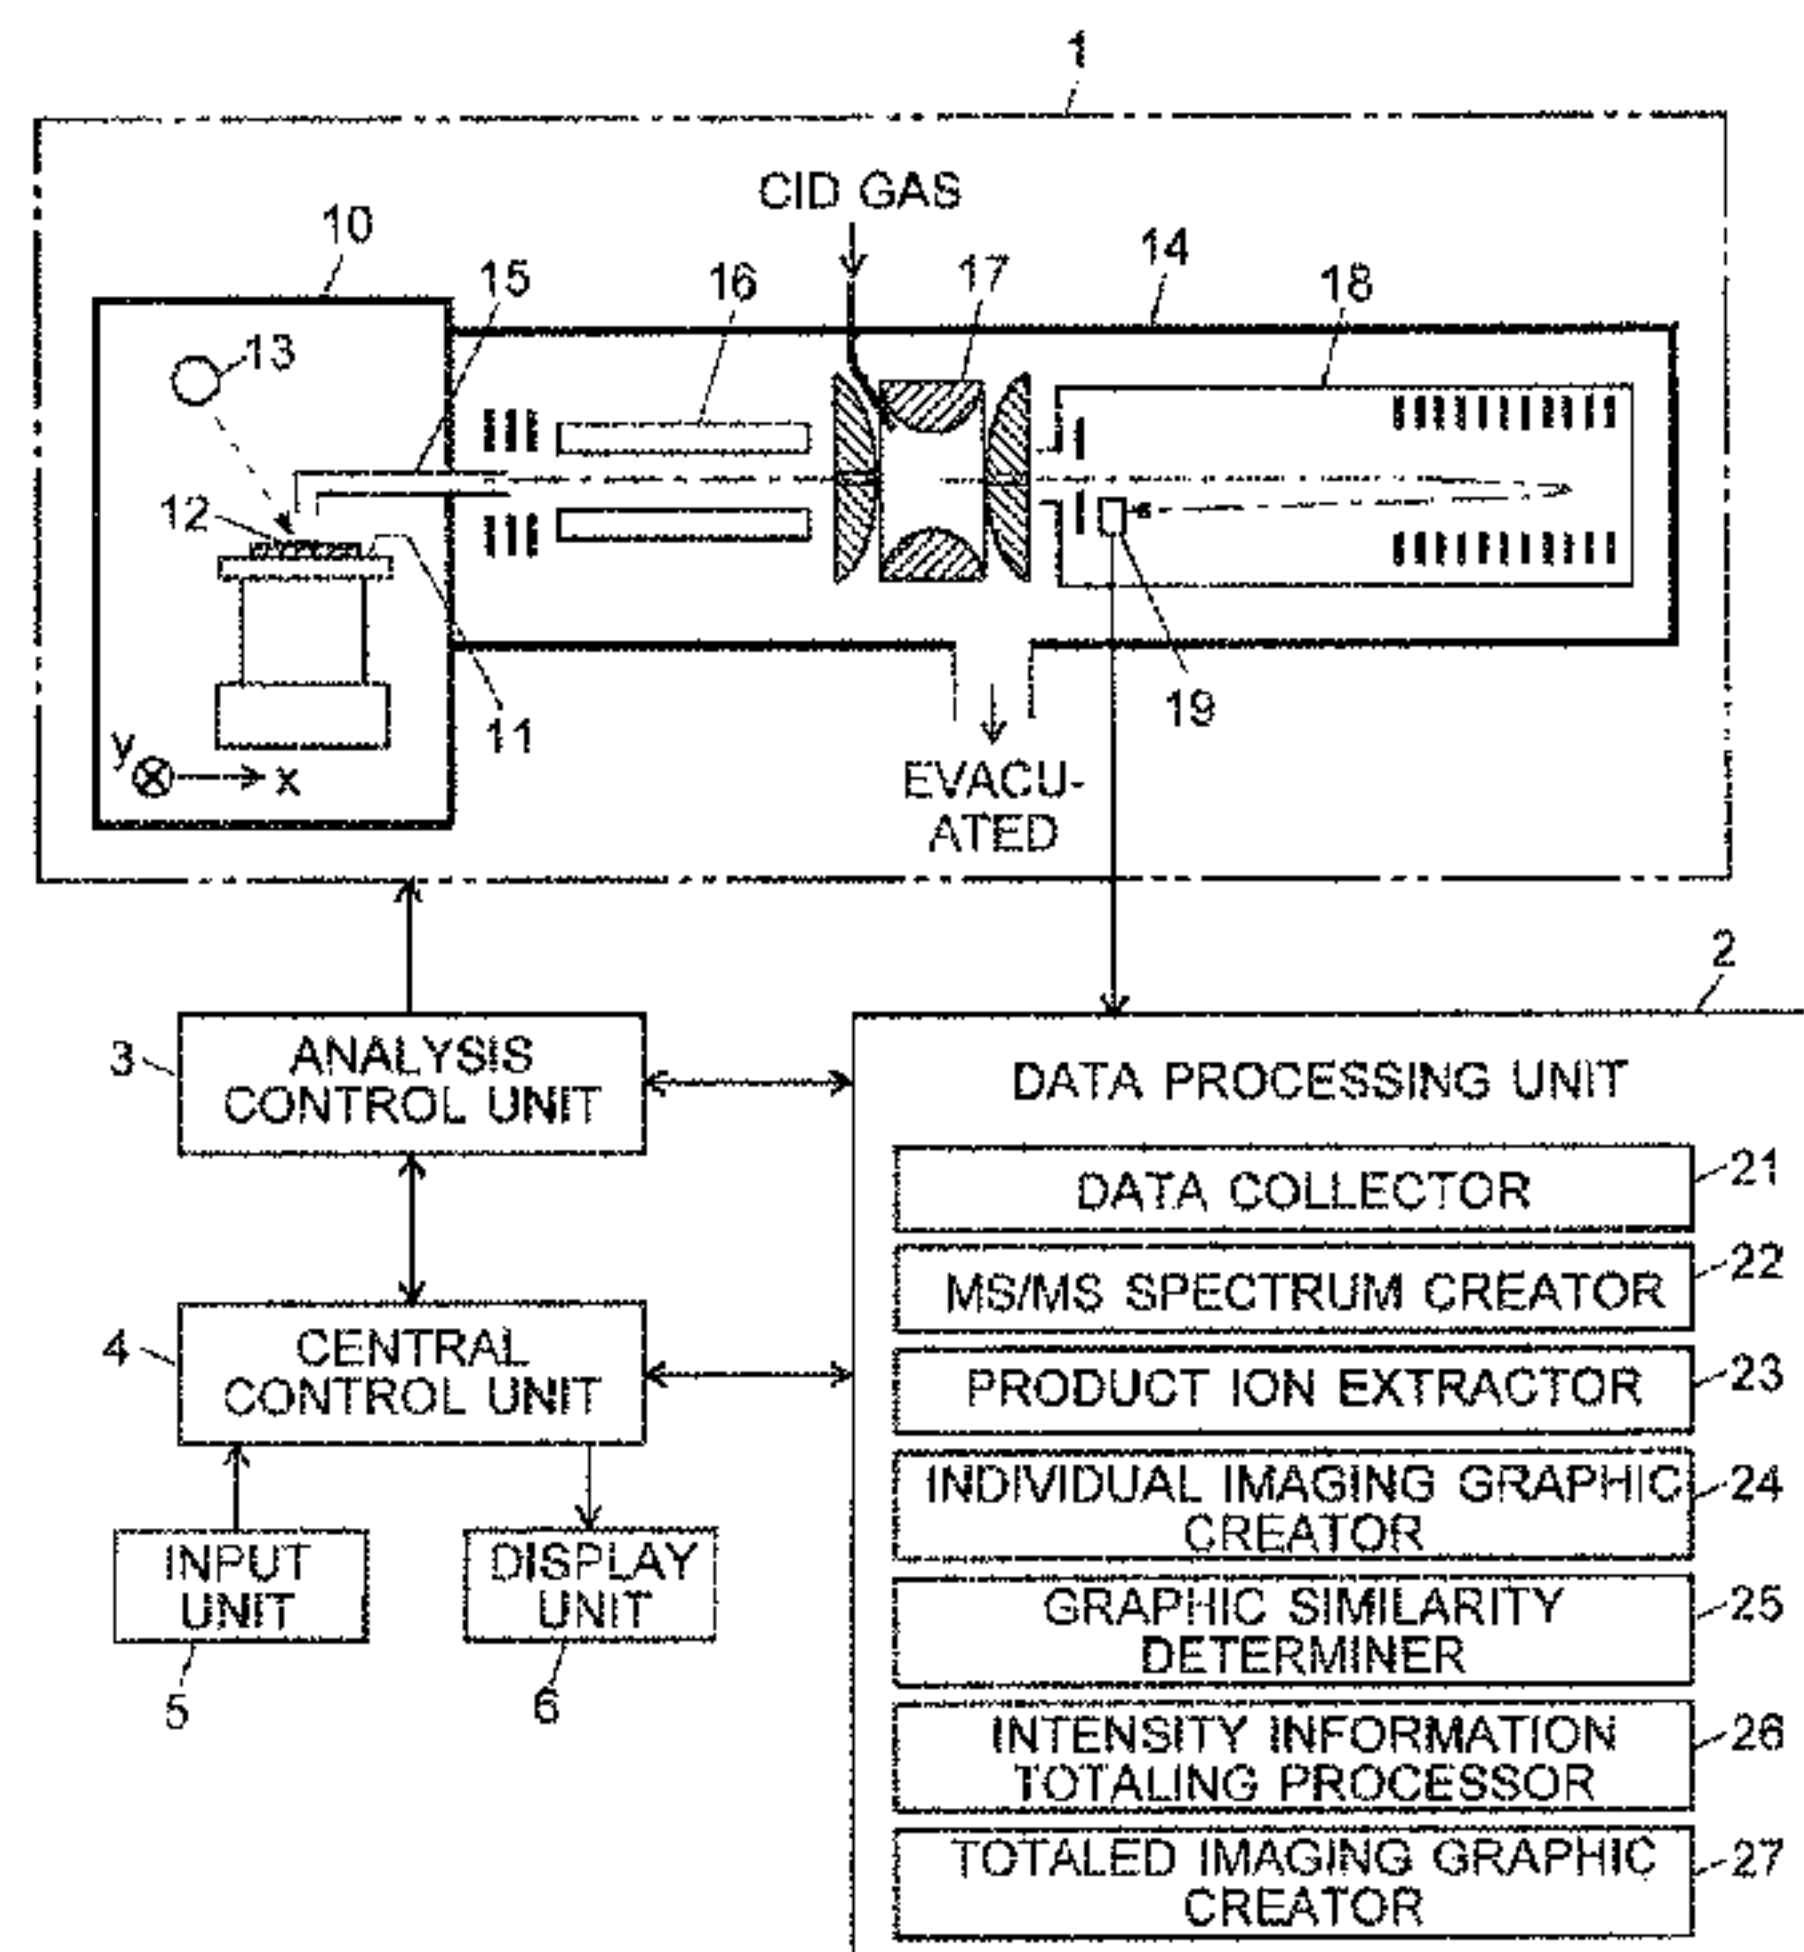 1
CID GAS
10
15
16
17
14
18
13
12
11
19
y
x
EVACU-
ATED
2
3
ANALYSIS
CONTROL UNIT
DATA PROCESSING UNIT
DATA COLLECTOR
21
MS/MS SPECTRUM CREATOR
22
4
CENTRAL
CONTROL UNIT
PRODUCT ION EXTRACTOR
23
INDIVIDUAL IMAGING GRAPHIC
CREATOR
24
INPUT
UNIT
DISPLAY
UNIT
5
6
GRAPHIC SIMILARITY
DETERMINER
25
INTENSITY INFORMATION
TOTALING PROCESSOR
26
TOTALED IMAGING GRAPHIC
CREATOR
27